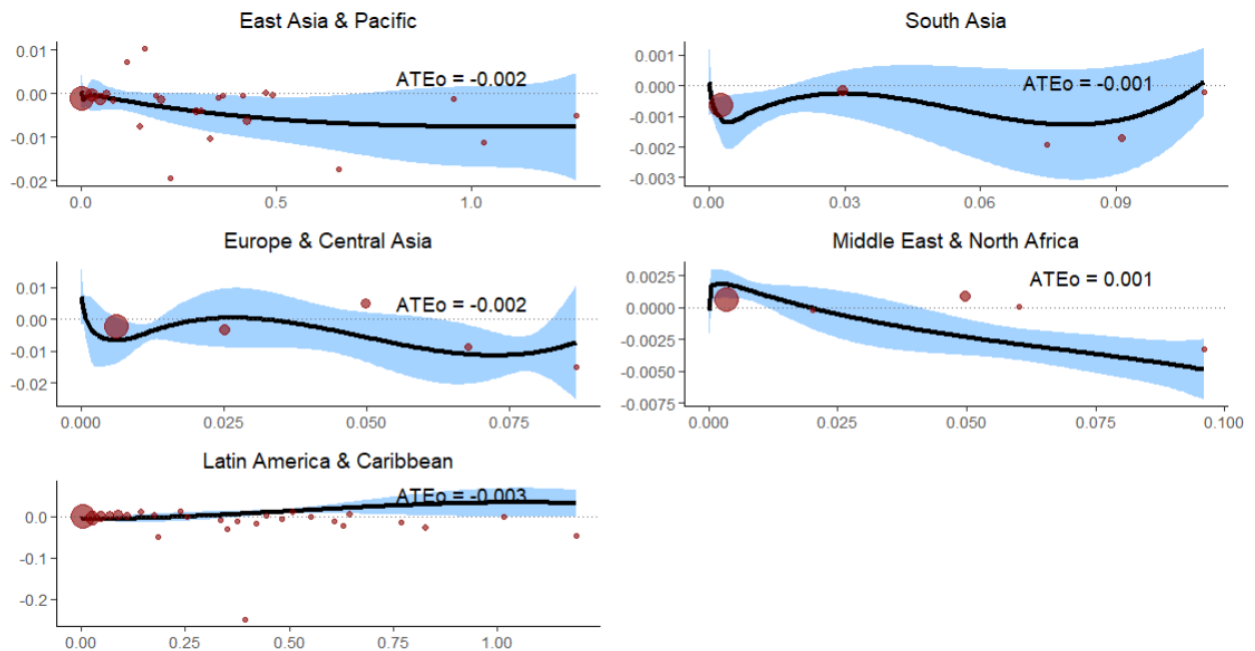 East Asia & Pacific
0.01
0.00
-0.01
-0.02
ATEo = -0.002
0.0 0.5 1.0
South Asia
0.001
0.000
-0.001
-0.002
-0.003
ATEo = -0.001
0.00 0.03 0.06 0.09
Europe & Central Asia
0.01
0.00
-0.01
-0.02
ATEo = -0.002
0.000 0.025 0.050 0.075
Middle East & North Africa
0.0025
0.0000
-0.0025
-0.0050
-0.0075
ATEo = 0.001
0.000 0.025 0.050 0.075 0.100
Latin America & Caribbean
0.0
-0.1
-0.2
ATEo = -0.003
0.00 0.25 0.50 0.75 1.00